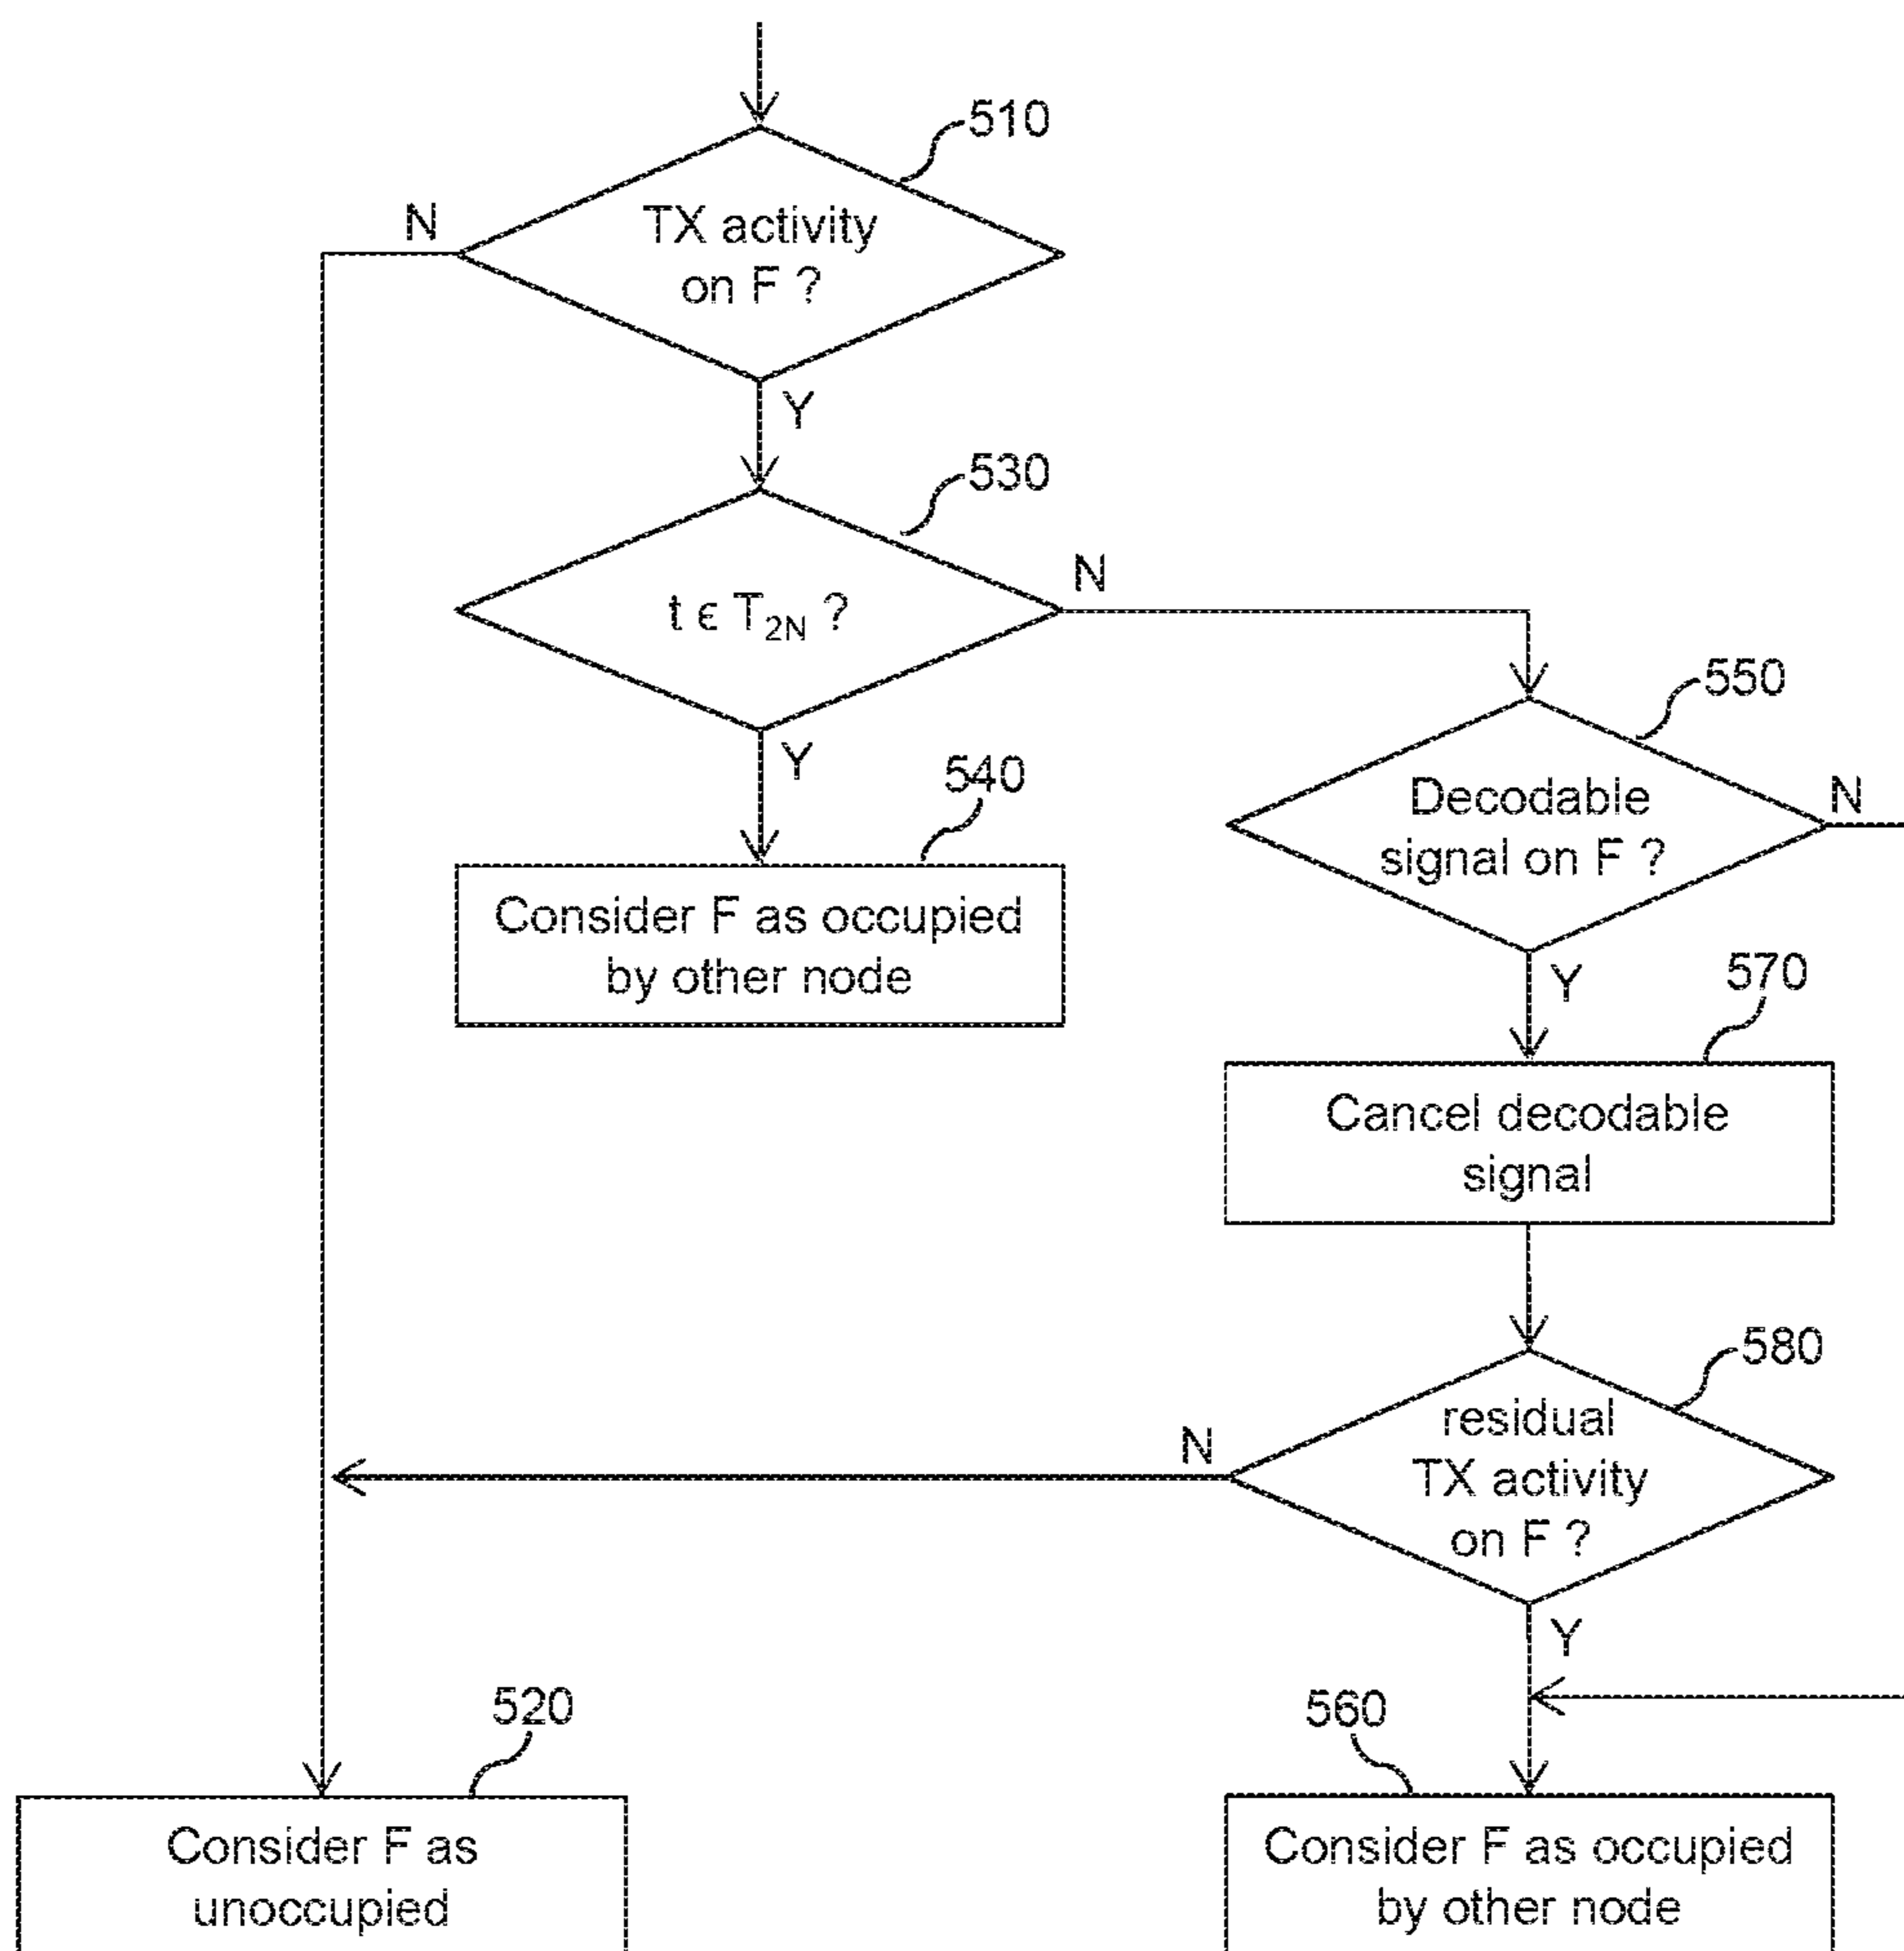 510
N
TX activity
on F ?
Y
530
N
t ϵ T₂N ?
Y
550
540
Decodable
signal on F ?
N
Consider F as occupied
by other node
Y
570
Cancel decodable
signal
580
N
residual
TX activity
on F ?
Y
520
560
Consider F as
unoccupied
Consider F as occupied
by other node